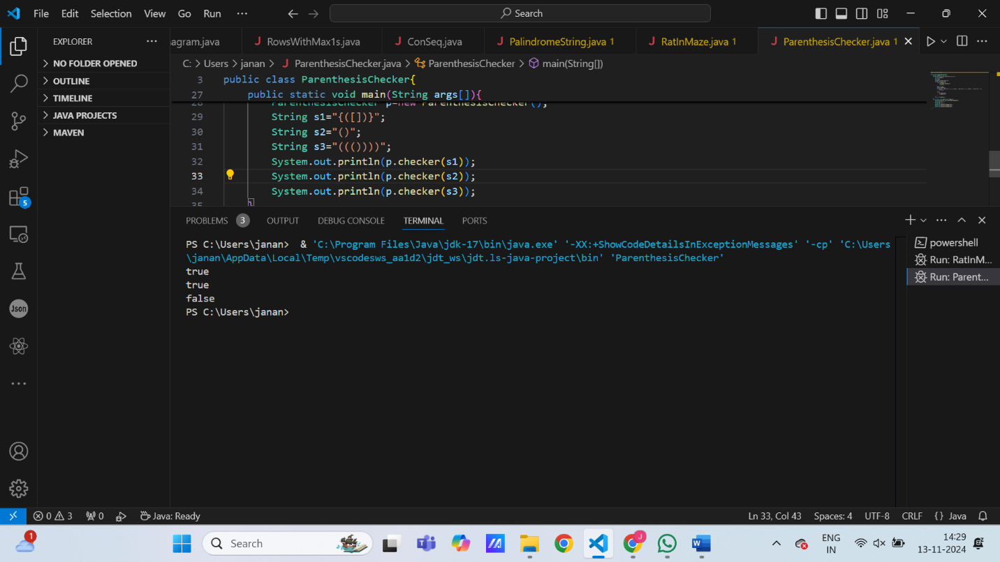 File Edit Selection View Go Run ··· Search
EXPLORER ···
agram.java RowsWithMax1s.java ConSeq.java PalindromeString.java 1 RatInMaze.java 1 ParenthesisChecker.java 1
NO FOLDER OPENED
OUTLINE
TIMELINE
JAVA PROJECTS
MAVEN
C: > Users > janan > ParenthesisChecker.java > ParenthesisChecker > main(String[])
3 public class ParenthesisChecker{
27 public static void main(String args[]){
28 ParenthesisChecker p=new ParenthesisChecker();
29 String s1="{([])}";
30 String s2="()";
31 String s3="((())))";
32 System.out.println(p.checker(s1));
33 System.out.println(p.checker(s2));
34 System.out.println(p.checker(s3));
35 }
PROBLEMS 3 OUTPUT DEBUG CONSOLE TERMINAL PORTS
PS C:\Users\janan> & 'C:\Program Files\Java\jdk-17\bin\java.exe' '-XX:+ShowCodeDetailsInExceptionMessages' '-cp' 'C:\Users
\janan\AppData\Local\Temp\vscodesws_aa1d2\jdt_ws\jdt.ls-java-project\bin' 'ParenthesisChecker'
true
true
false
PS C:\Users\janan>
powershell
Run: RatInM...
Run: Parent...
5
Json
0 3 0 Java: Ready Ln 33, Col 43 Spaces: 4 UTF-8 CRLF {} Java
1 Search J W ENG 14:29
IN 13-11-2024